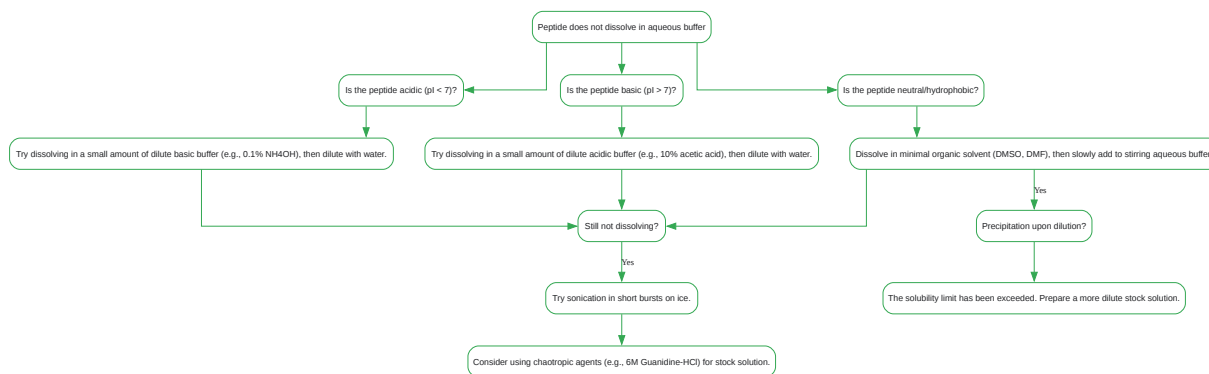 Peptide does not dissolve in aqueous buffer
Is the peptide acidic (pI < 7)?
Is the peptide basic (pI > 7)?
Is the peptide neutral/hydrophobic?
Try dissolving in a small amount of dilute basic buffer (e.g., 0.1% NH4OH), then dilute with water.
Try dissolving in a small amount of dilute acidic buffer (e.g., 10% acetic acid), then dilute with water.
Dissolve in minimal organic solvent (DMSO, DMF), then slowly add to stirring aqueous buffer
Yes
Still not dissolving?
Precipitation upon dilution?
Yes
Try sonication in short bursts on ice.
The solubility limit has been exceeded. Prepare a more dilute stock solution.
Consider using chaotropic agents (e.g., 6M Guanidine-HCl) for stock solution.